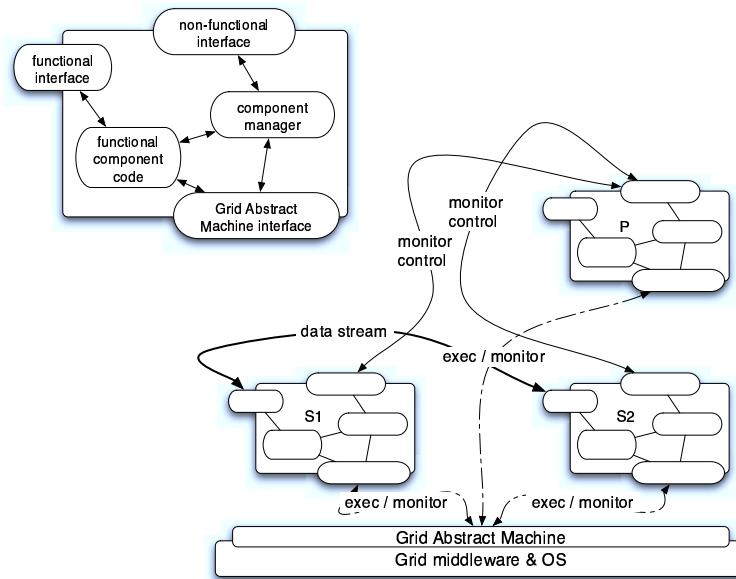 non-functional
interface
functional
interface
component
manager
functional
component
code
Grid Abstract
Machine interface
monitor
control
monitor
control
P
data stream
exec / monitor
S1
S2
exec / monitor
exec / monitor
Grid Abstract Machine
Grid middleware & OS